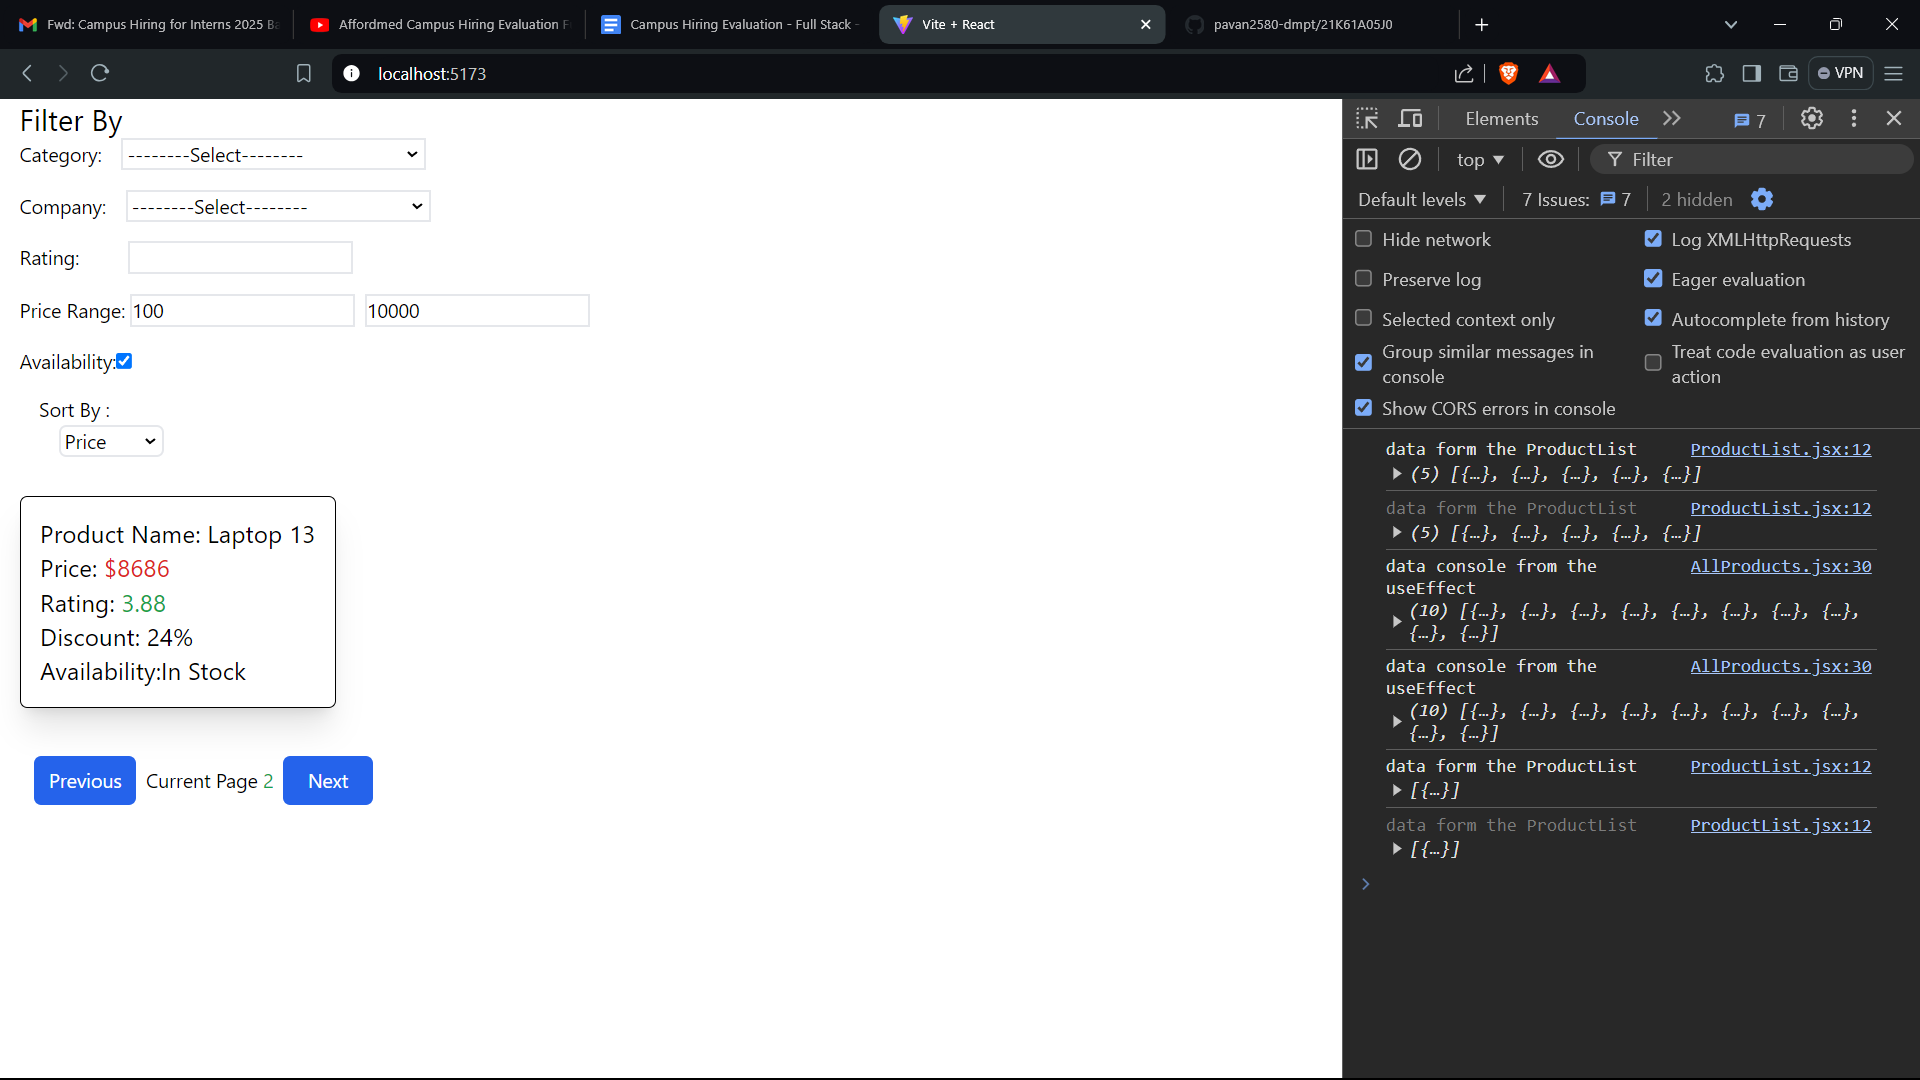 Fwd: Campus Hiring for Interns 2025 Ba
Affordmed Campus Hiring Evaluation F
Campus Hiring Evaluation - Full Stack -
Vite + React
pavan2580-dmpt/21K61A05J0
localhost:5173
VPN
Filter By
Category: --------Select--------
Company: --------Select--------
Rating:
Price Range: 100 10000
Availability:
Sort By :
Price
Product Name: Laptop 13
Price: $8686
Rating: 3.88
Discount: 24%
Availability:In Stock
Previous Current Page 2 Next
Elements Console 7
top Filter
Default levels 7 Issues: 7 2 hidden
Hide network Log XMLHttpRequests
Preserve log Eager evaluation
Selected context only Autocomplete from history
Group similar messages in console Treat code evaluation as user action
Show CORS errors in console
data form the ProductList ProductList.jsx:12
(5) [{…}, {…}, {…}, {…}, {…}]
data form the ProductList ProductList.jsx:12
(5) [{…}, {…}, {…}, {…}, {…}]
data console from the AllProducts.jsx:30
useEffect
(10) [{…}, {…}, {…}, {…}, {…}, {…}, {…}, {…},
{…}, {…}]
data console from the AllProducts.jsx:30
useEffect
(10) [{…}, {…}, {…}, {…}, {…}, {…}, {…}, {…},
{…}, {…}]
data form the ProductList ProductList.jsx:12
[{…}]
data form the ProductList ProductList.jsx:12
[{…}]